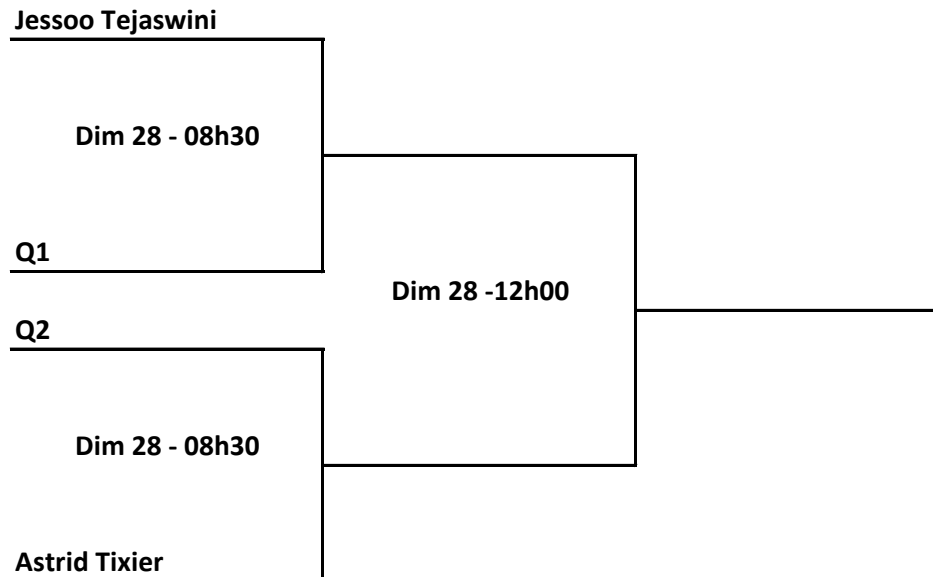 Jessoo Tejaswini
Dim 28 - 08h30
Q1
Dim 28 -12h00
Q2
Dim 28 - 08h30
Astrid Tixier